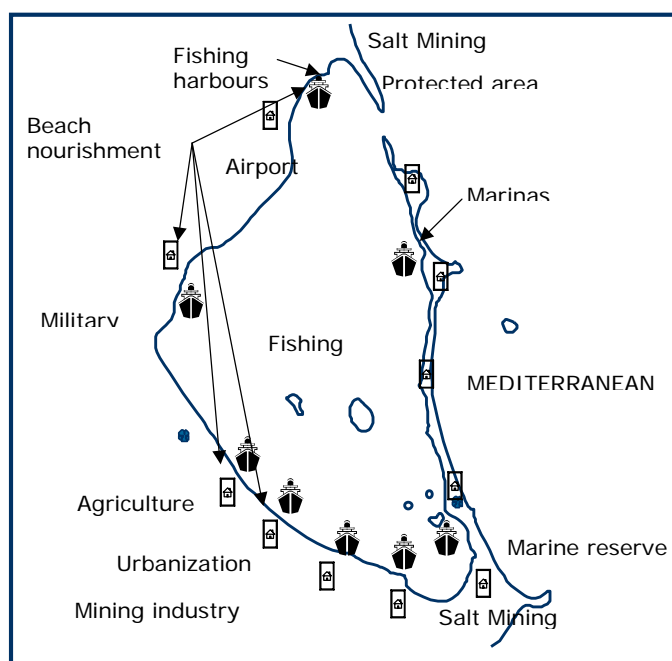 Salt Mining
Fishing
harbours
Protected area
Beach
nourishment
Airport
Marinas
Military
Fishing
MEDITERRANEAN
Agriculture
Marine reserve
Urbanization
Mining industry
Salt Mining